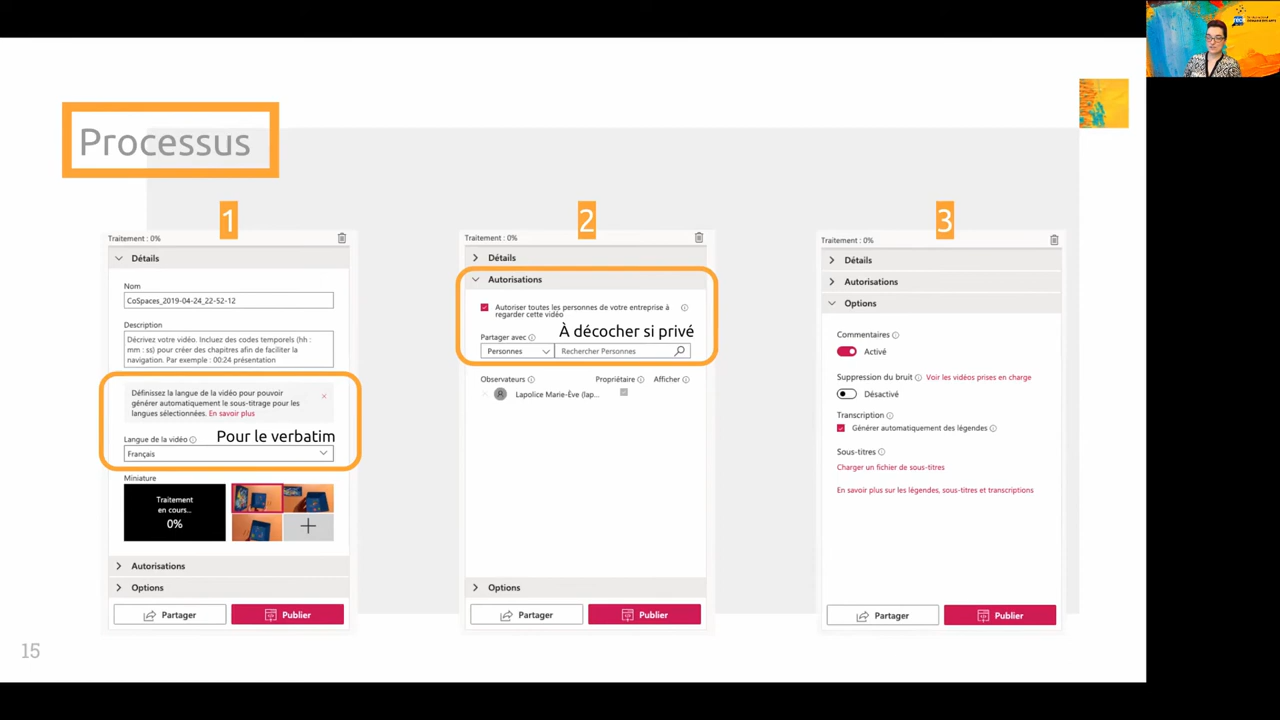 Processus
1
Traitement : 0%
Détails
Nom
CoSpaces_2019-04-24_22-52-12
Description
Décrivez votre vidéo. Incluez des codes temporels (hh :
mm : ss) pour créer des chapitres afin de faciliter la
navigation. Par exemple : 00:24 présentation
Définissez la langue de la vidéo pour pouvoir
générer automatiquement le sous-titrage pour les
langues sélectionnées. En savoir plus
Langue de la vidéo
Pour le verbatim
Français
Miniature
Traitement
en cours...
0%
Autorisations
Options
Partager
Publier
2
Traitement : 0%
Détails
Autorisations
Autoriser toutes les personnes de votre entreprise à
regarder cette vidéo
À décocher si privé
Partager avec
Personnes
Rechercher Personnes
Observateurs
Propriétaire
Afficher
Lapolice Marie-Ève (lap...
Options
Partager
Publier
3
Traitement : 0%
Détails
Autorisations
Options
Commentaires
Activé
Suppression du bruit
Voir les vidéos prises en charge
Désactivé
Transcription
Générer automatiquement des légendes
Sous-titres
Charger un fichier de sous-titres
En savoir plus sur les légendes, sous-titres et transcriptions
Partager
Publier
15